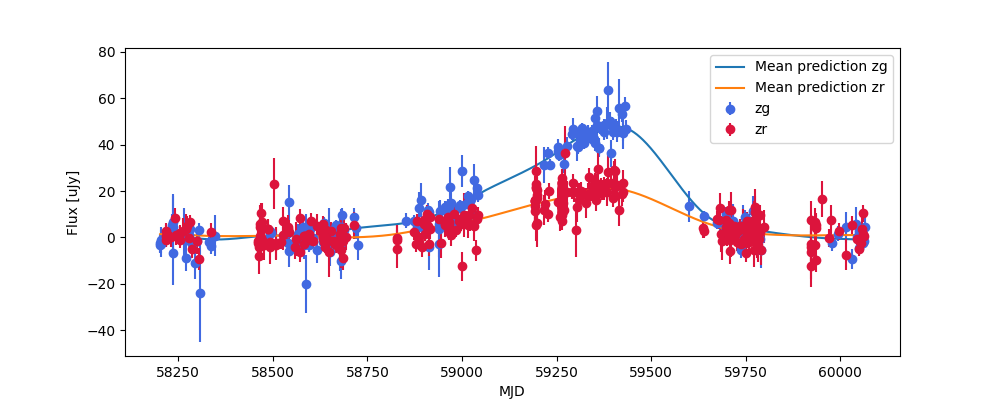 80
60
40
20
0
−20
−40
Flux [uJy]
58250
58500
58750
59000
59250
59500
59750
60000
MJD
Mean prediction zg
Mean prediction zr
zg
zr